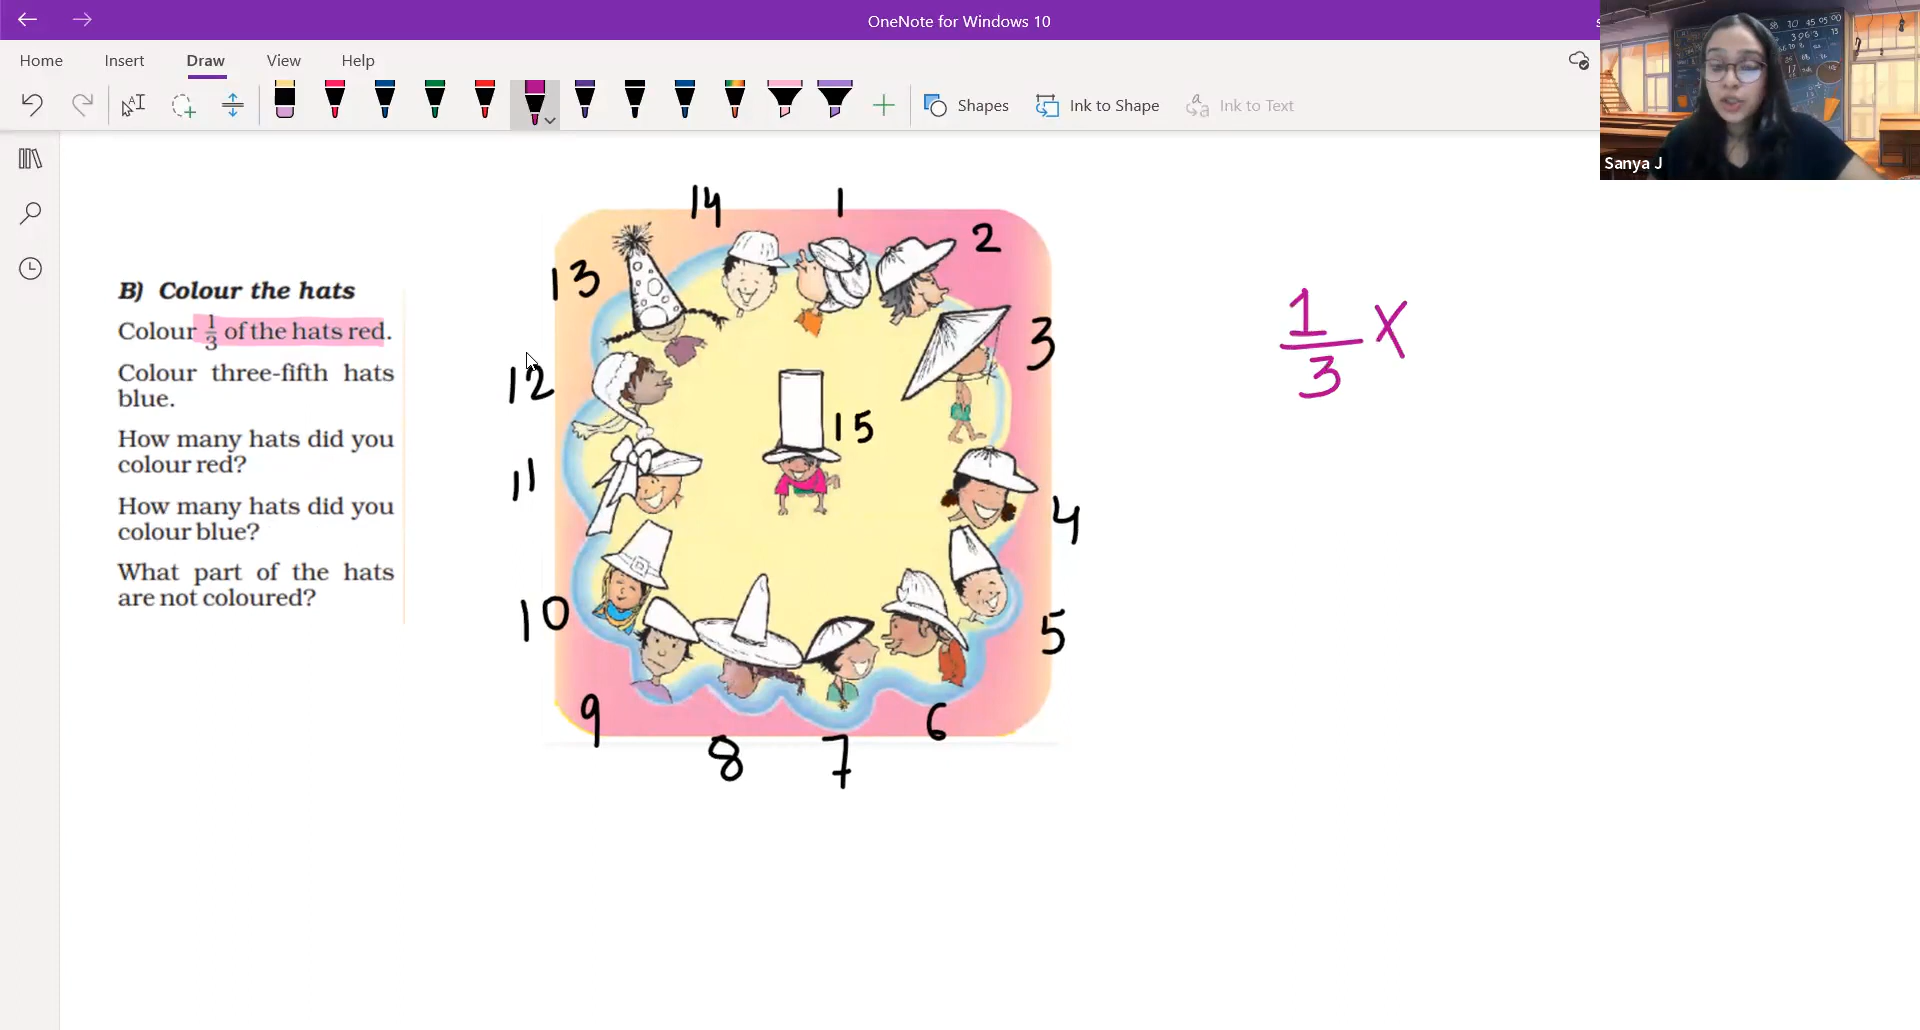 OneNote for Windows 10
Home Insert Draw View Help
Shapes Ink to Shape Ink to Text
Sanya J
B) Colour the hats
Colour 1/3 of the hats red.
Colour three-fifth hats
blue.
How many hats did you
colour red?
How many hats did you
colour blue?
What part of the hats
are not coloured?
14 1
2
13
3
12
15
11
4
10
5
9
6
8 7
1/3 X